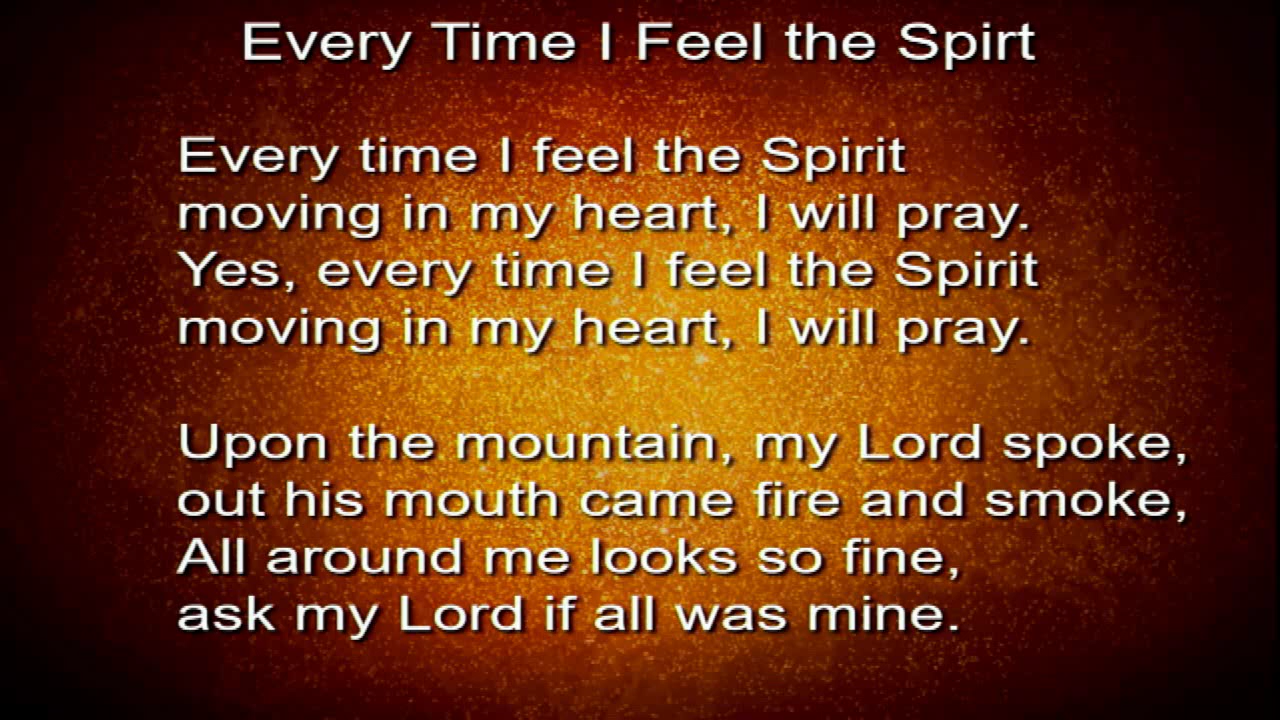 Every Time I Feel the Spirt
Every time I feel the Spirit
moving in my heart, I will pray.
Yes, every time I feel the Spirit
moving in my heart, I will pray.
Upon the mountain, my Lord spoke,
out his mouth came fire and smoke,
All around me looks so fine,
ask my Lord if all was mine.